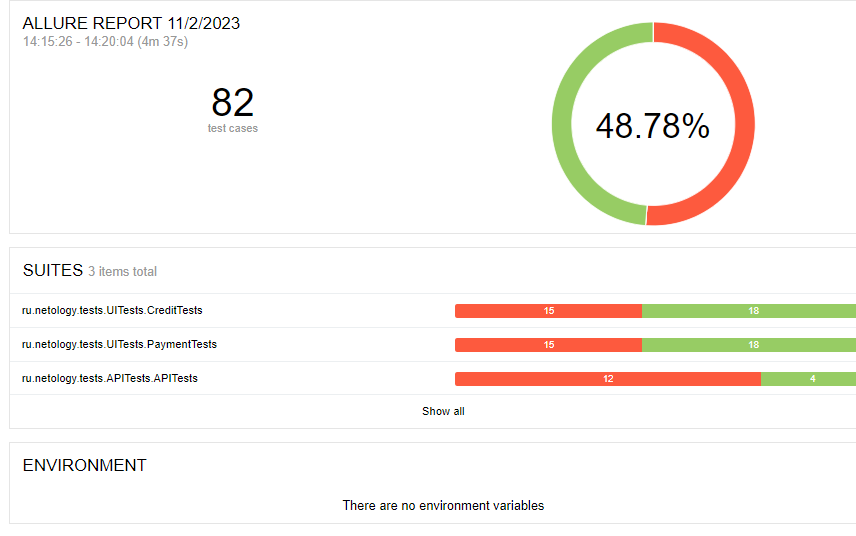 ALLURE REPORT 11/2/2023
14:15:26 - 14:20:04 (4m 37s)
82
test cases
48.78%
SUITES 3 items total
ru.netology.tests.UITests.CreditTests 15 18
ru.netology.tests.UITests.PaymentTests 15 18
ru.netology.tests.APITests.APITests 12 4
Show all
ENVIRONMENT
There are no environment variables